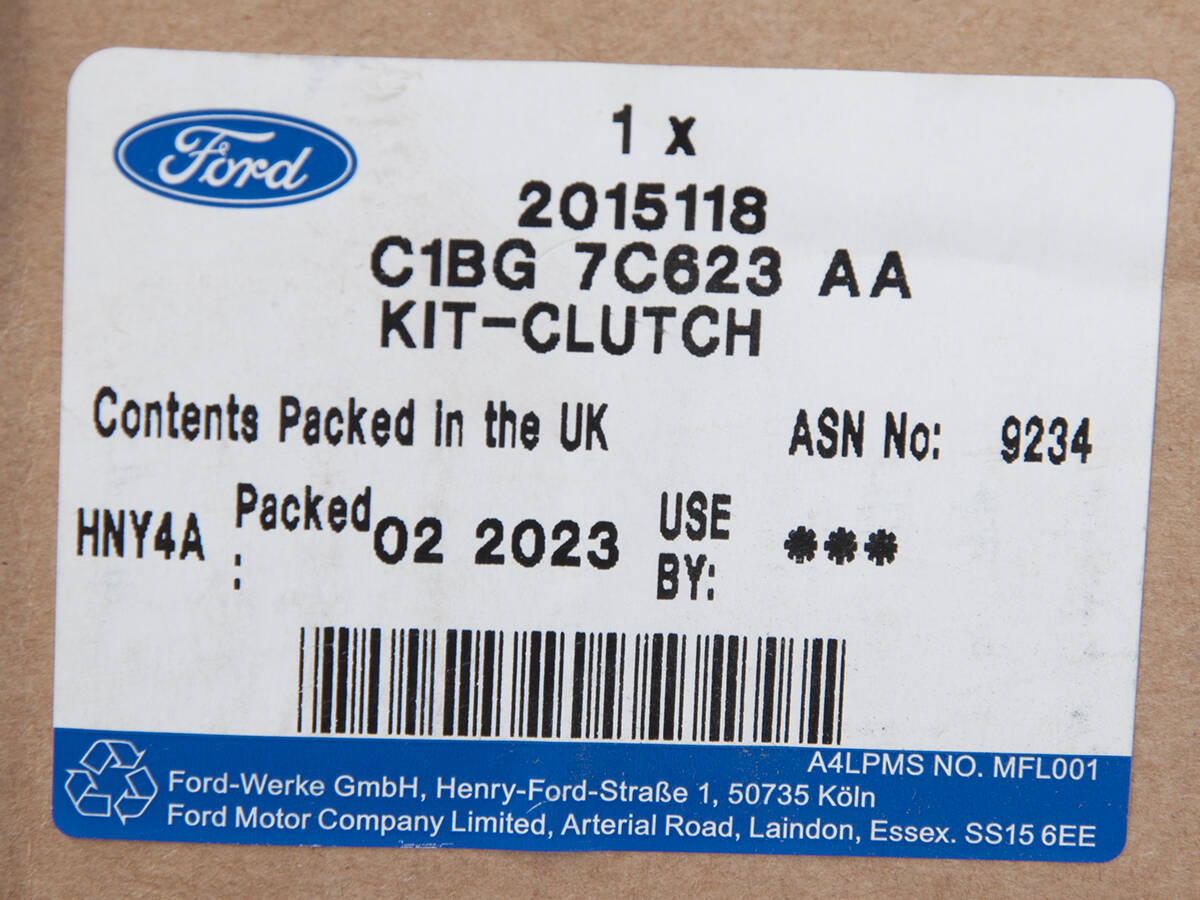 Ford
1 x
2015118
C1BG 7C623 AA
KIT-CLUTCH
Contents Packed in the UK
ASN No: 9234
HNY4A
Packed
: 02 2023
USE
BY: ***
A4LPMS NO. MFL001
Ford-Werke GmbH, Henry-Ford-Straße 1, 50735 Köln
Ford Motor Company Limited, Arterial Road, Laindon, Essex. SS15 6EE